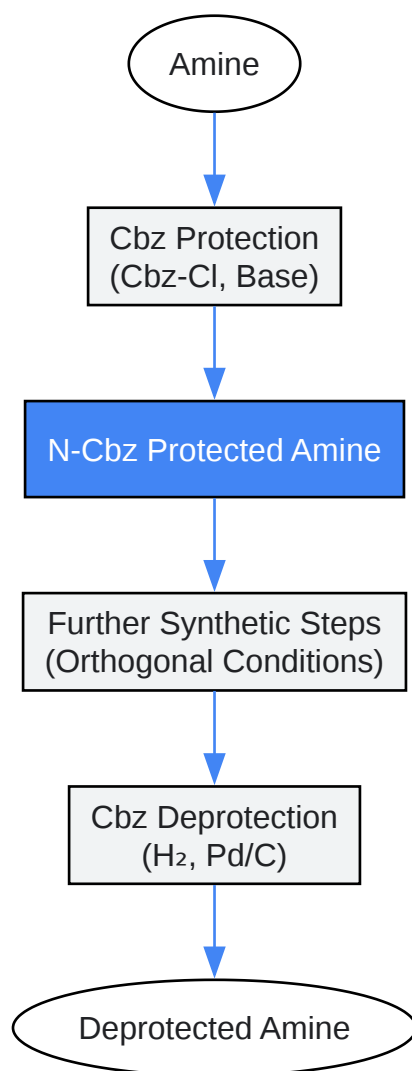 Amine
Cbz Protection
(Cbz-Cl, Base)
N-Cbz Protected Amine
Further Synthetic Steps
(Orthogonal Conditions)
Cbz Deprotection
(H₂, Pd/C)
Deprotected Amine